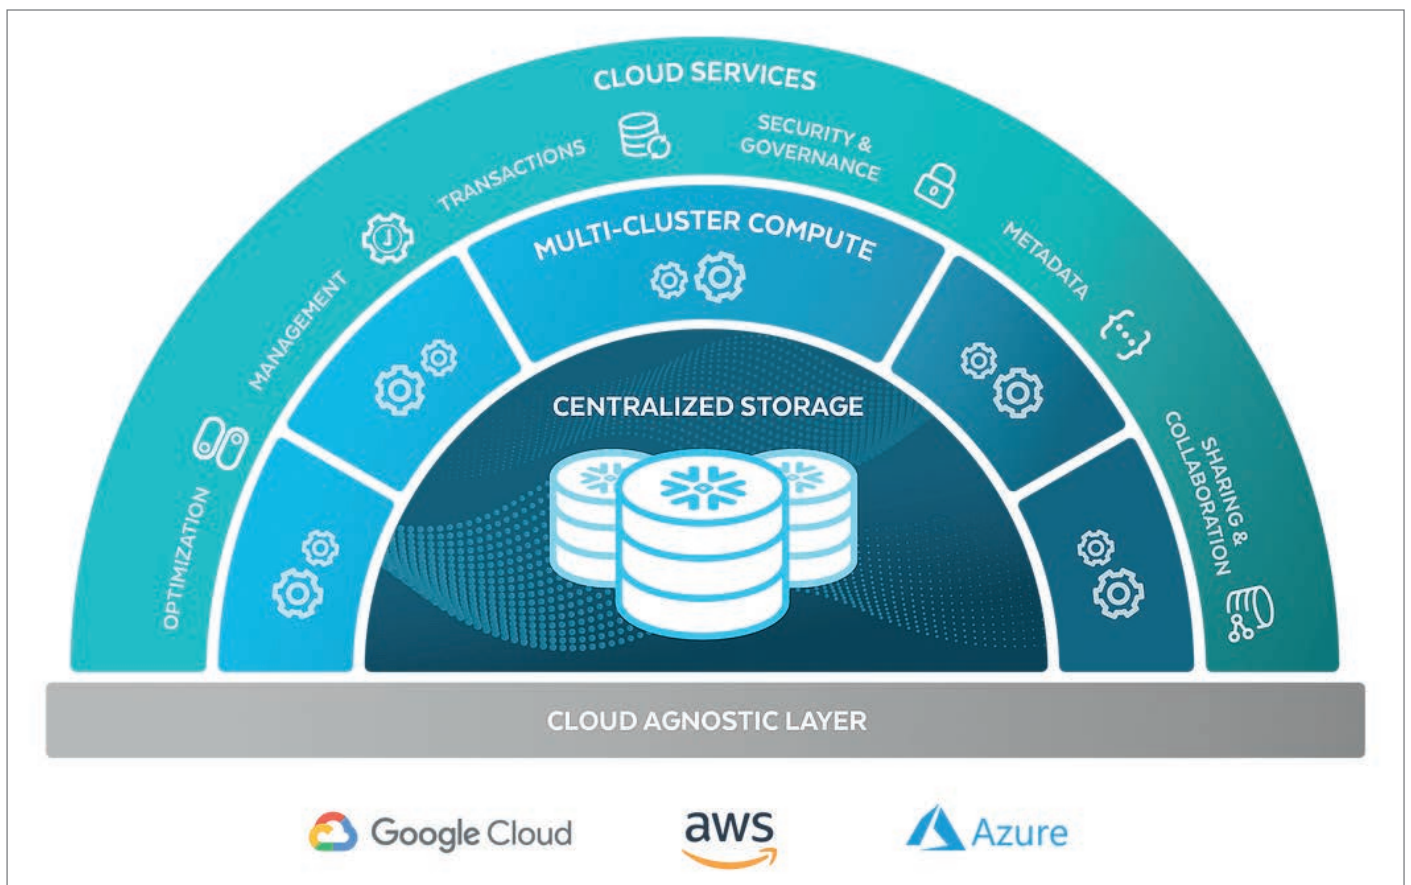 CLOUD SERVICES
OPTIMIZATION
MANAGEMENT
TRANSACTIONS
SECURITY &
GOVERNANCE
METADATA
SHARING &
COLLABORATION
MULTI-CLUSTER COMPUTE
CENTRALIZED STORAGE
CLOUD AGNOSTIC LAYER
Google Cloud
aws
Azure